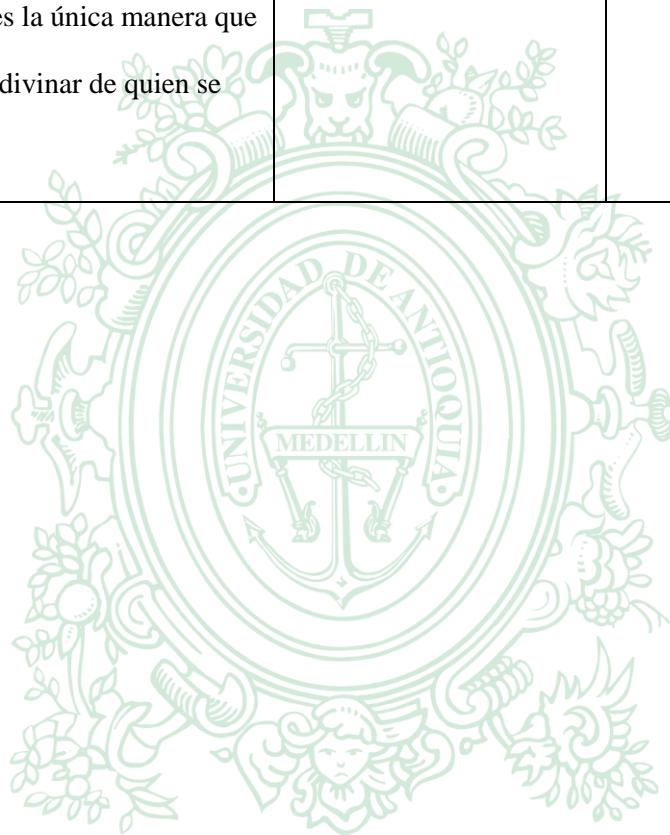 es la única manera que
divinar de quien se
UNIVERSIDAD DE ANTIOQUIA
MEDELLIN